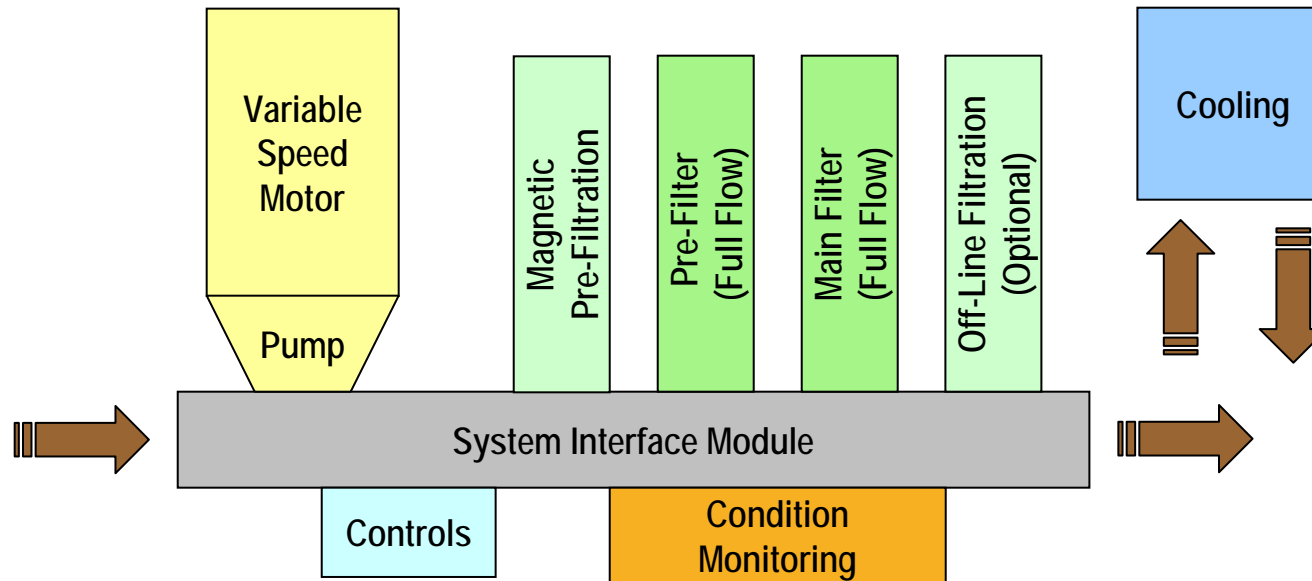 Variable
Speed
Motor
Pump
Magnetic
Pre-Filtration
Pre-Filter
(Full Flow)
Main Filter
(Full Flow)
Off-Line Filtration
(Optional)
Cooling
System Interface Module
Controls
Condition
Monitoring